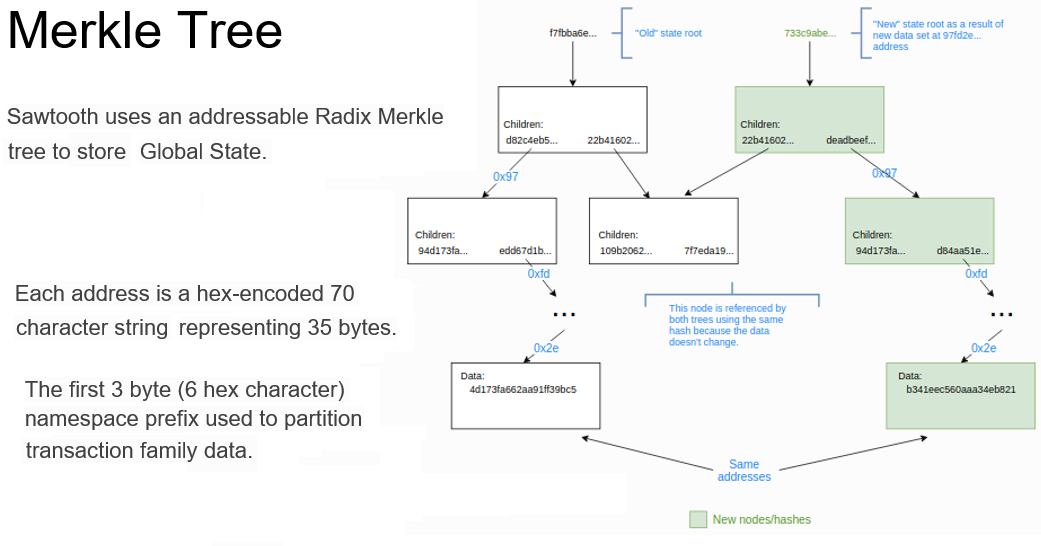 Merkle Tree
Sawtooth uses an addressable Radix Merkle
tree to store Global State.
Each address is a hex-encoded 70
character string representing 35 bytes.
The first 3 byte (6 hex character)
namespace prefix used to partition
transaction family data.
f7fbba6e...
"Old" state root
733c9abe...
"New" state root as a result of
new data set at 97fd2e...
address
Children:
d82c4eb5... 22b41602...
Children:
22b41602... deadbeef...
0x97
0x97
Children:
94d173fa... edd67d1b...
Children:
109b2062... 7f7eda19...
Children:
94d173fa... d84aa51e...
0xfd
0xfd
...
...
This node is referenced by
both trees using the same
hash because the data
doesn't change.
0x2e
0x2e
Data:
4d173fa662aa91ff39bc5
Data:
b341eec560aaa34eb821
Same
addresses
New nodes/hashes